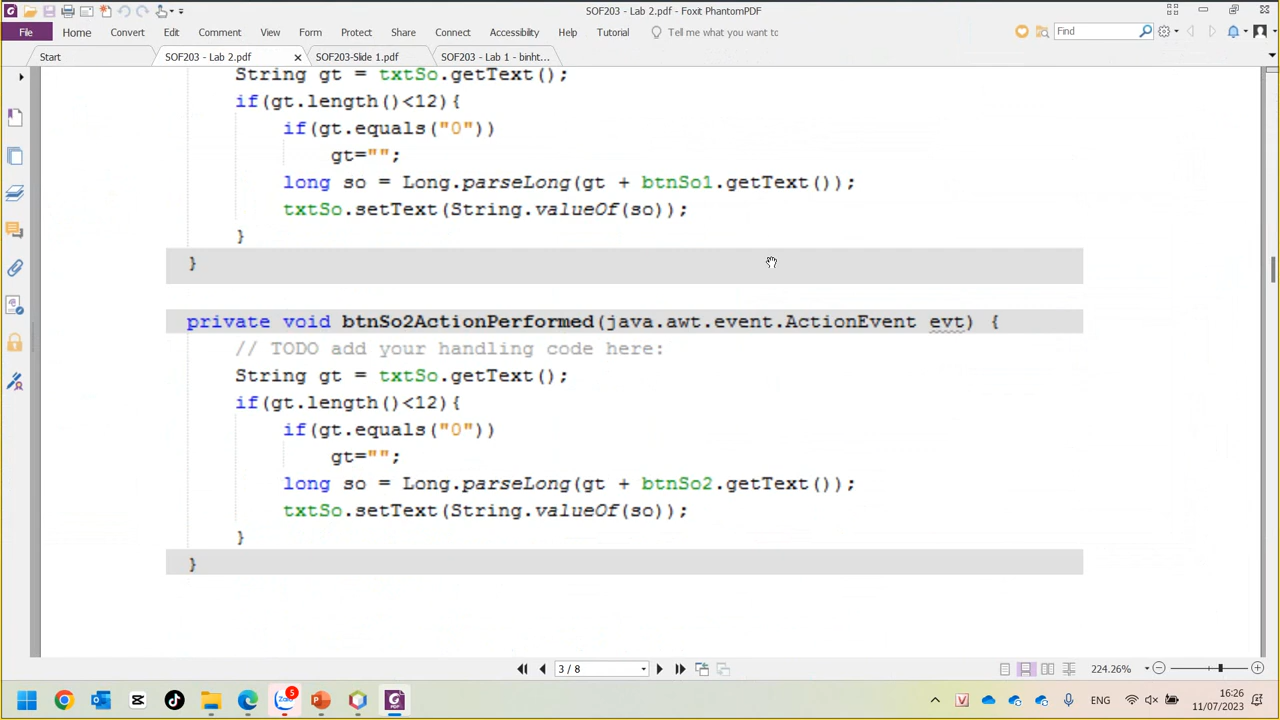 SOF203 - Lab 2.pdf - Foxit PhantomPDF
File Home Convert Edit Comment View Form Protect Share Connect Accessibility Help Tutorial Tell me what you want to Find
Start SOF203 - Lab 2.pdf SOF203-Slide 1.pdf SOF203 - Lab 1 - binht...
String gt = txtSo.getText();
if(gt.length()<12){
if(gt.equals("0"))
gt="";
long so = Long.parseLong(gt + btnSo1.getText());
txtSo.setText(String.valueOf(so));
}
}
private void btnSo2ActionPerformed(java.awt.event.ActionEvent evt) {
// TODO add your handling code here:
String gt = txtSo.getText();
if(gt.length()<12){
if(gt.equals("0"))
gt="";
long so = Long.parseLong(gt + btnSo2.getText());
txtSo.setText(String.valueOf(so));
}
}
3 / 8 224.26%
Zalo 5 PDF ENG 16:26
11/07/2023